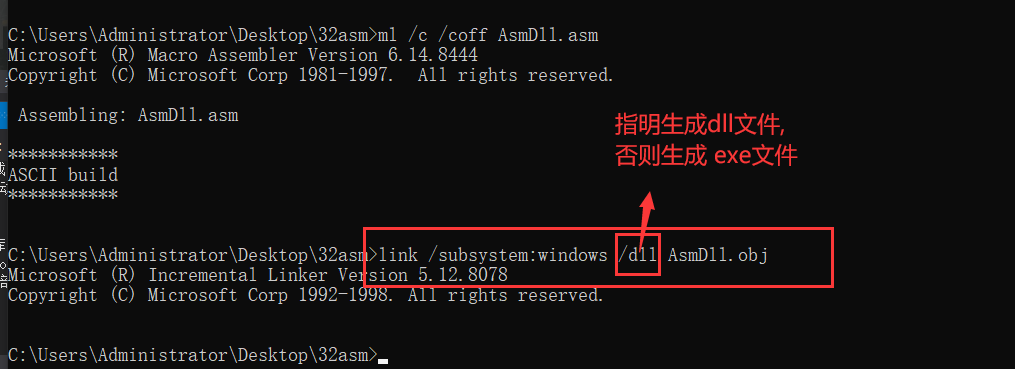 C:\Users\Administrator\Desktop\32asm>ml /c /coff AsmDll.asm
Microsoft (R) Macro Assembler Version 6.14.8444
Copyright (C) Microsoft Corp 1981-1997.  All rights reserved.
Assembling: AsmDll.asm
指明生成dll文件,
否则生成 exe文件
***********
ASCII build
***********
C:\Users\Administrator\Desktop\32asm>link /subsystem:windows /dll AsmDll.obj
Microsoft (R) Incremental Linker Version 5.12.8078
Copyright (C) Microsoft Corp 1992-1998. All rights reserved.
C:\Users\Administrator\Desktop\32asm>